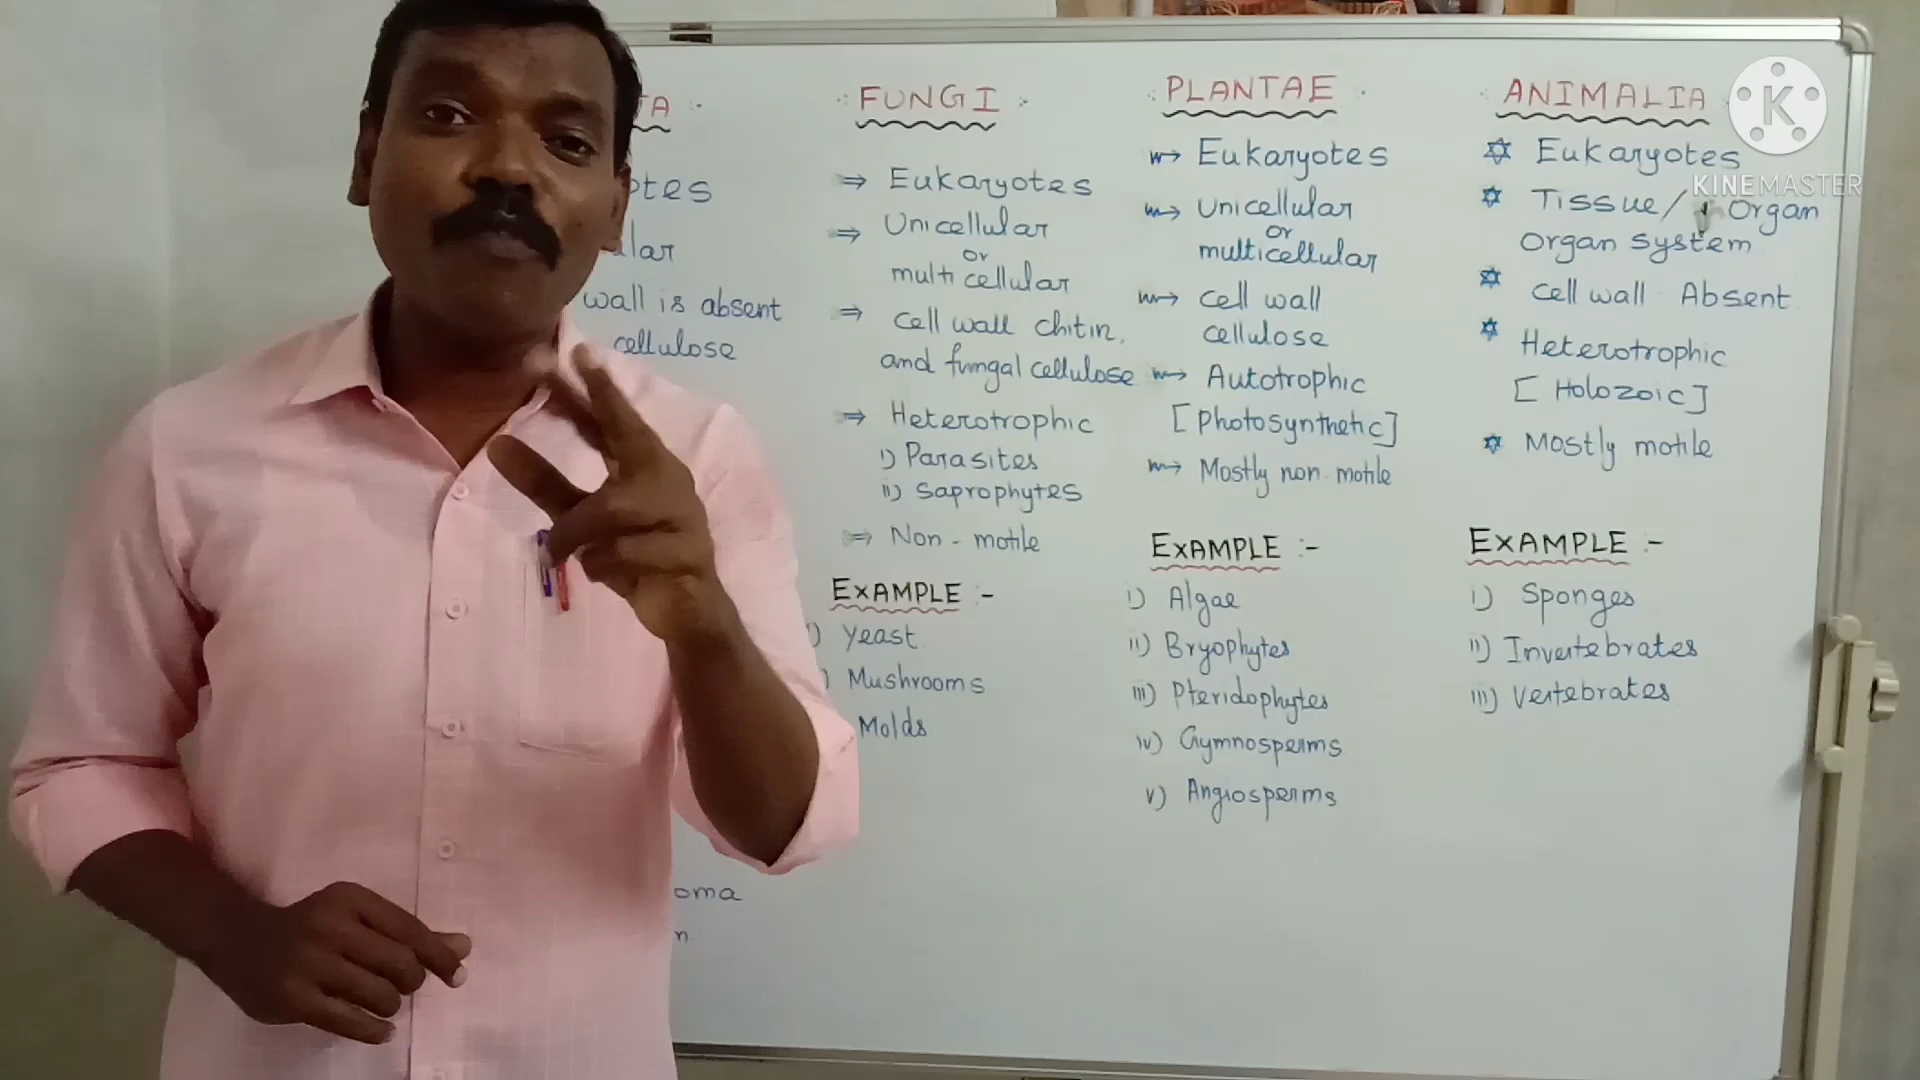 FUNGI
⇒ Eukaryotes
⇒ Unicellular
or
multi cellular
⇒ cell wall chitin,
and fungal cellulose
⇒ Heterotrophic
i) Parasites
ii) Saprophytes
⇒ Non - motile
EXAMPLE :-
) Yeast
) Mushrooms
Molds
PLANTAE
Eukaryotes
Unicellular
or
multicellular
cell wall
cellulose
Autotrophic
[Photosynthetic]
Mostly non-motile
EXAMPLE :-
i) Algae
ii) Bryophytes
iii) Pteridophytes
iv) Gymnosperms
v) Angiosperms
ANIMALIA
Eukaryotes
Tissue/ Organ
Organ system
Cell wall Absent
Heterotrophic
[Holozoic]
Mostly motile
EXAMPLE :-
i) Sponges
ii) Invertebrates
iii) Vertebrates
wall is absent
cellulose
K
KINEMASTER